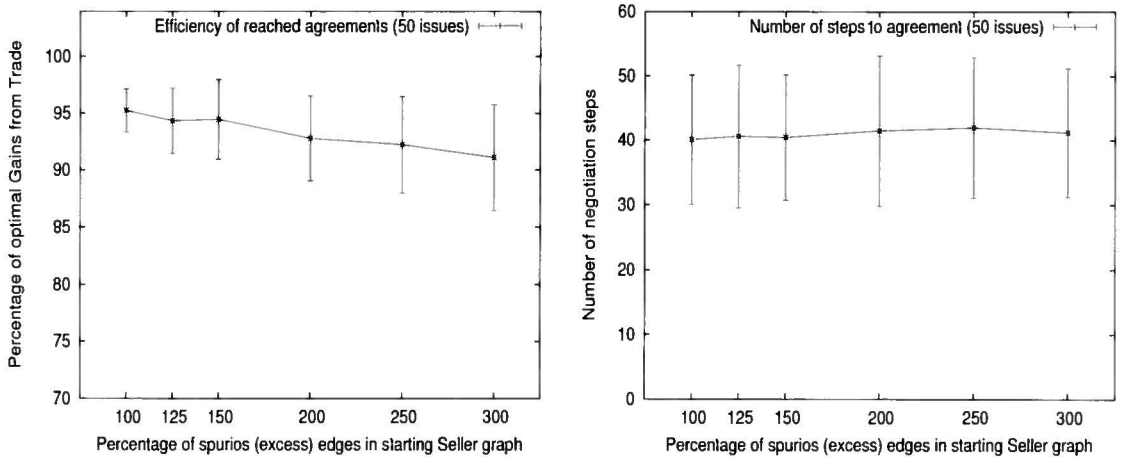 Efficiency of reached agreements (50 issues)
Percentage of optimal Gains from Trade
100
95
90
85
80
75
70
100 125 150 200 250 300
Percentage of spurios (excess) edges in starting Seller graph
Number of steps to agreement (50 issues)
Number of negotiation steps
60
50
40
30
20
10
0
100 125 150 200 250 300
Percentage of spurios (excess) edges in starting Seller graph